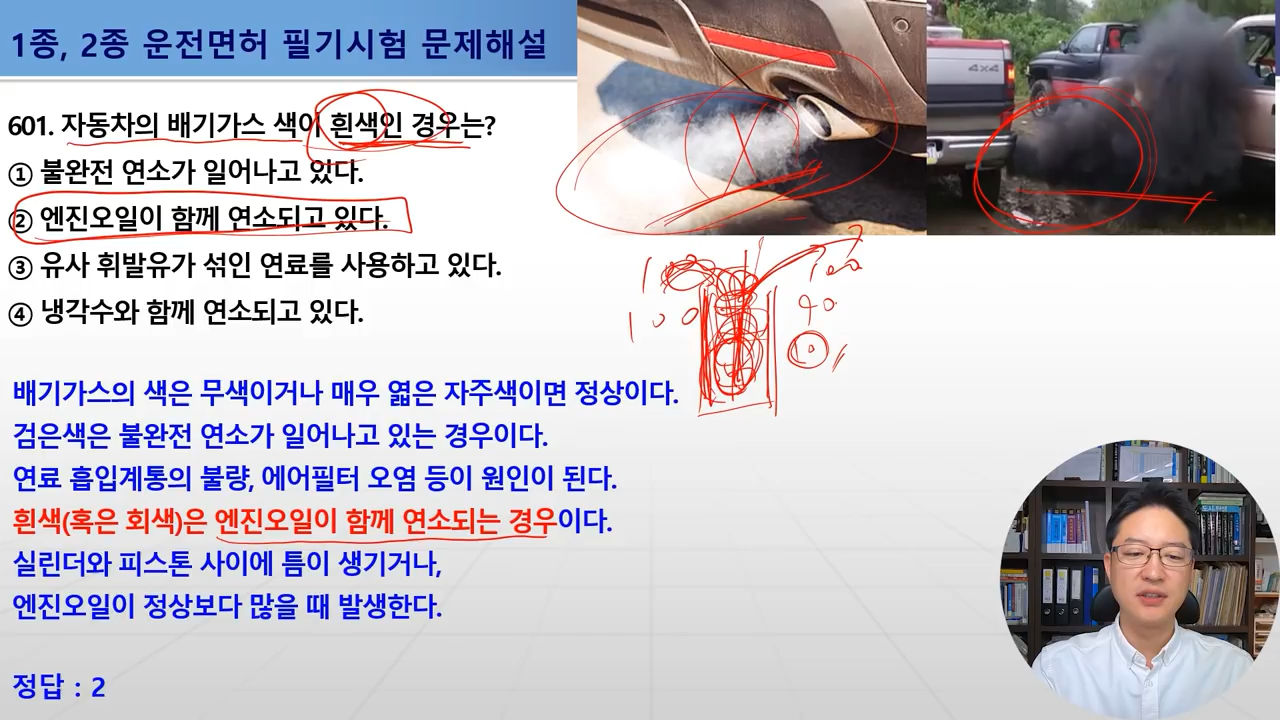 1종, 2종 운전면허 필기시험 문제해설
601. 자동차의 배기가스 색이 흰색인 경우는?
① 불완전 연소가 일어나고 있다.
② 엔진오일이 함께 연소되고 있다.
③ 유사 휘발유가 섞인 연료를 사용하고 있다.
④ 냉각수와 함께 연소되고 있다.
4x4
100
90
10
배기가스의 색은 무색이거나 매우 엷은 자주색이면 정상이다.
검은색은 불완전 연소가 일어나고 있는 경우이다.
연료 흡입계통의 불량, 에어필터 오염 등이 원인이 된다.
흰색(혹은 회색)은 엔진오일이 함께 연소되는 경우이다.
실린더와 피스톤 사이에 틈이 생기거나,
엔진오일이 정상보다 많을 때 발생한다.
정답 : 2